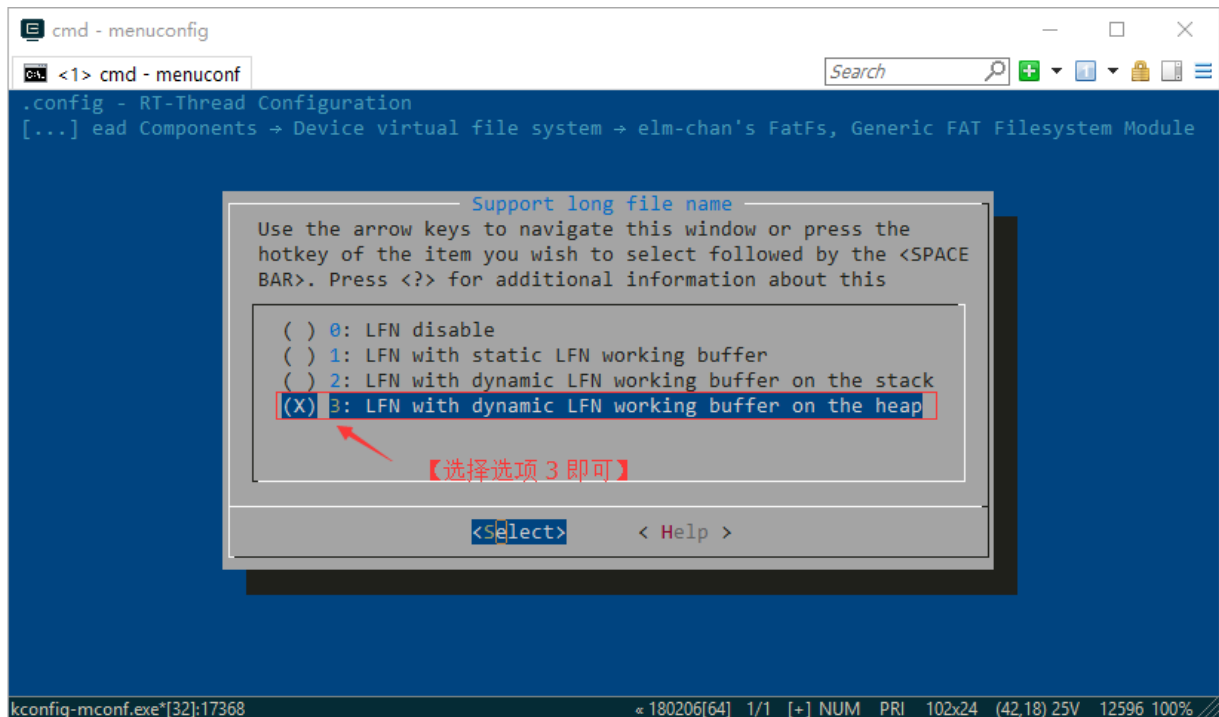 cmd - menuconfig
<1> cmd - menuconf
Search
.config - RT-Thread Configuration
[...] ead Components → Device virtual file system → elm-chan's FatFs, Generic FAT Filesystem Module
Support long file name
Use the arrow keys to navigate this window or press the
hotkey of the item you wish to select followed by the <SPACE
BAR>. Press <?> for additional information about this
( ) 0: LFN disable
( ) 1: LFN with static LFN working buffer
( ) 2: LFN with dynamic LFN working buffer on the stack
(X) 3: LFN with dynamic LFN working buffer on the heap
【选择选项 3 即可】
<Select> < Help >
kconfig-mconf.exe*[32]:17368 « 180206[64] 1/1 [+] NUM PRI 102x24 (42,18) 25V 12596 100%